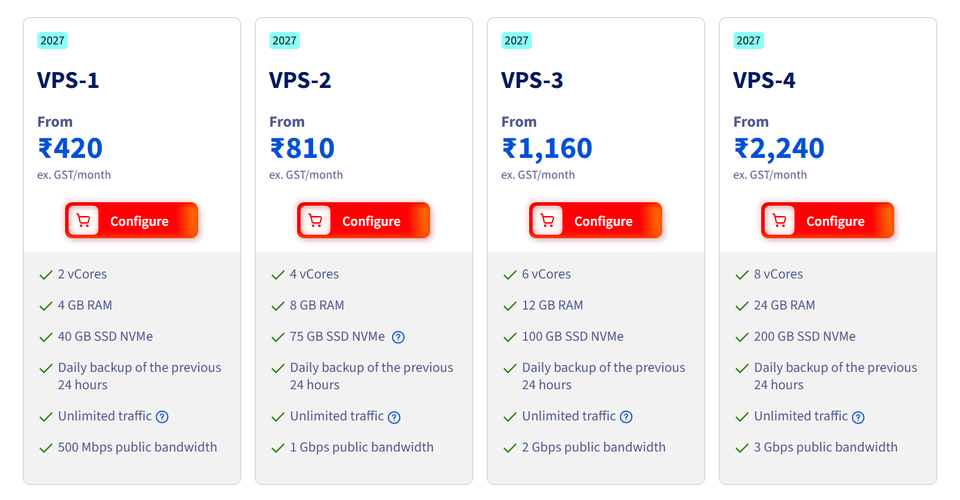 2027
VPS-1
From
₹420
ex. GST/month
Configure
2 vCores
4 GB RAM
40 GB SSD NVMe
Daily backup of the previous
24 hours
Unlimited traffic ?
500 Mbps public bandwidth
2027
VPS-2
From
₹810
ex. GST/month
Configure
4 vCores
8 GB RAM
75 GB SSD NVMe ?
Daily backup of the previous
24 hours
Unlimited traffic ?
1 Gbps public bandwidth
2027
VPS-3
From
₹1,160
ex. GST/month
Configure
6 vCores
12 GB RAM
100 GB SSD NVMe
Daily backup of the previous
24 hours
Unlimited traffic ?
2 Gbps public bandwidth
2027
VPS-4
From
₹2,240
ex. GST/month
Configure
8 vCores
24 GB RAM
200 GB SSD NVMe
Daily backup of the previous
24 hours
Unlimited traffic ?
3 Gbps public bandwidth